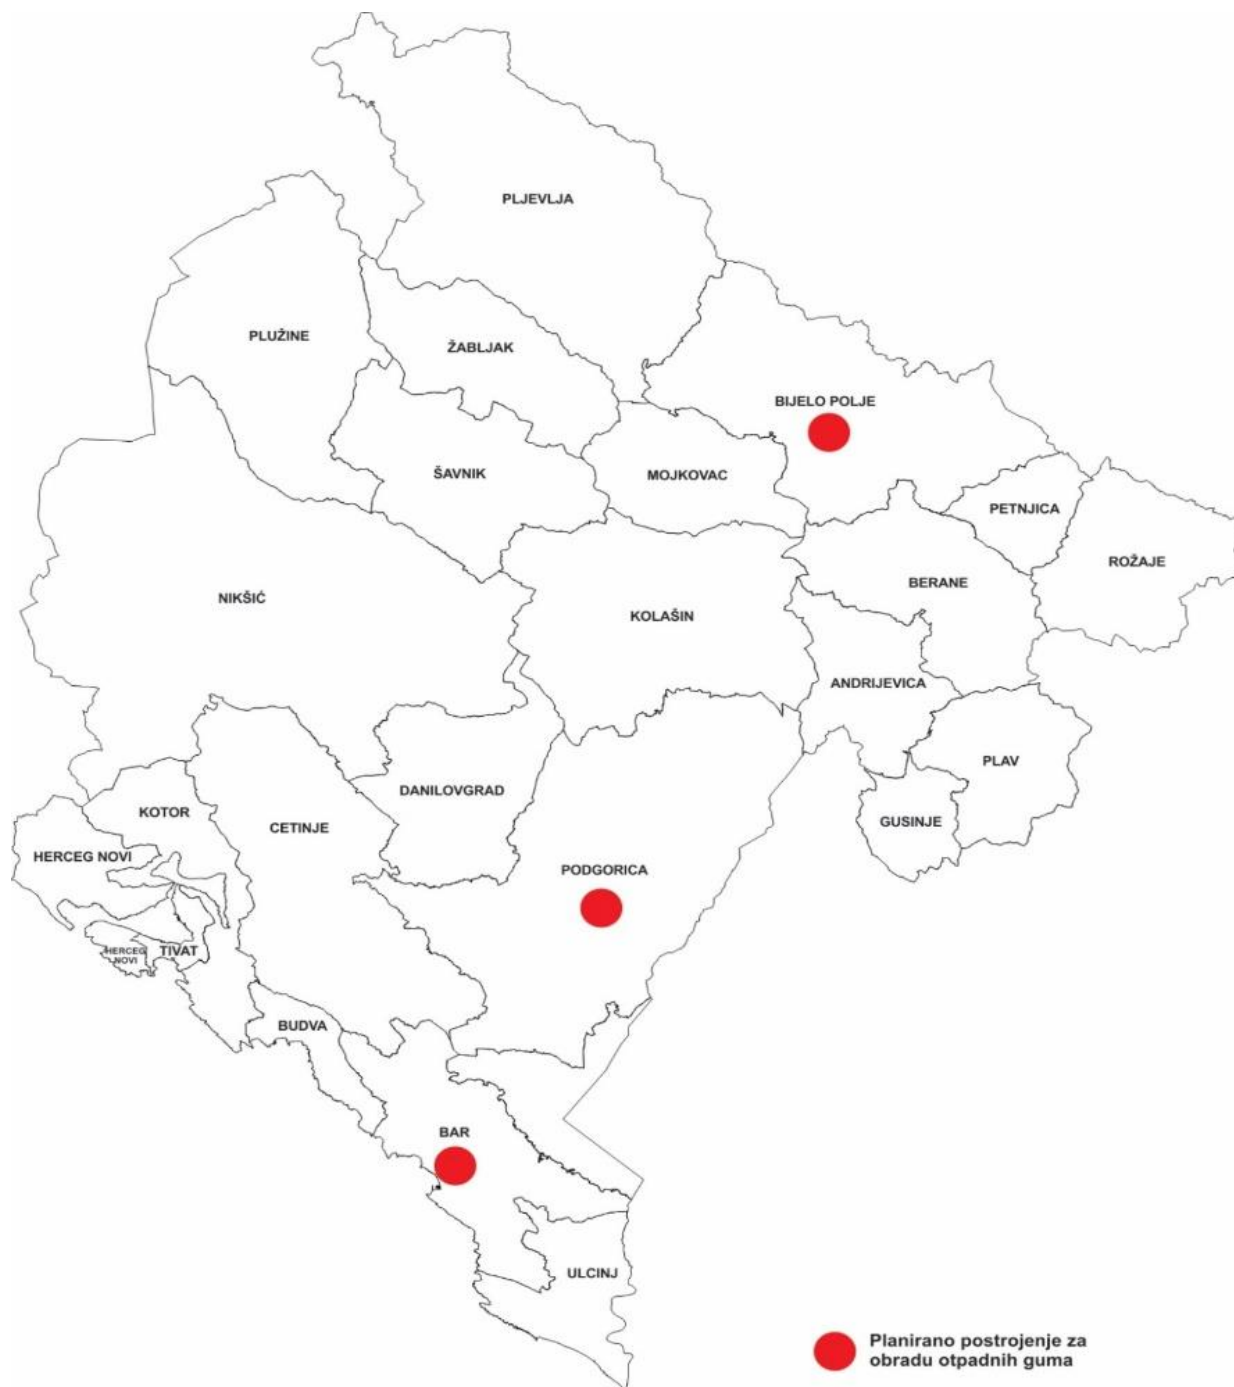 PLJEVLJA
PLUŽINE
ŽABLJAK
BIJELO POLJE
ŠAVNIK
MOJKOVAC
PETNJICA
ROŽAJE
BERANE
NIKŠIĆ
KOLAŠIN
ANDRIJEVICA
PLAV
DANILOVGRAD
KOTOR
GUSINJE
CETINJE
HERCEG NOVI
PODGORICA
HERCEG
NOVI
TIVAT
BUDVA
BAR
ULCINJ
Planirano postrojenje za
obradu otpadnih guma